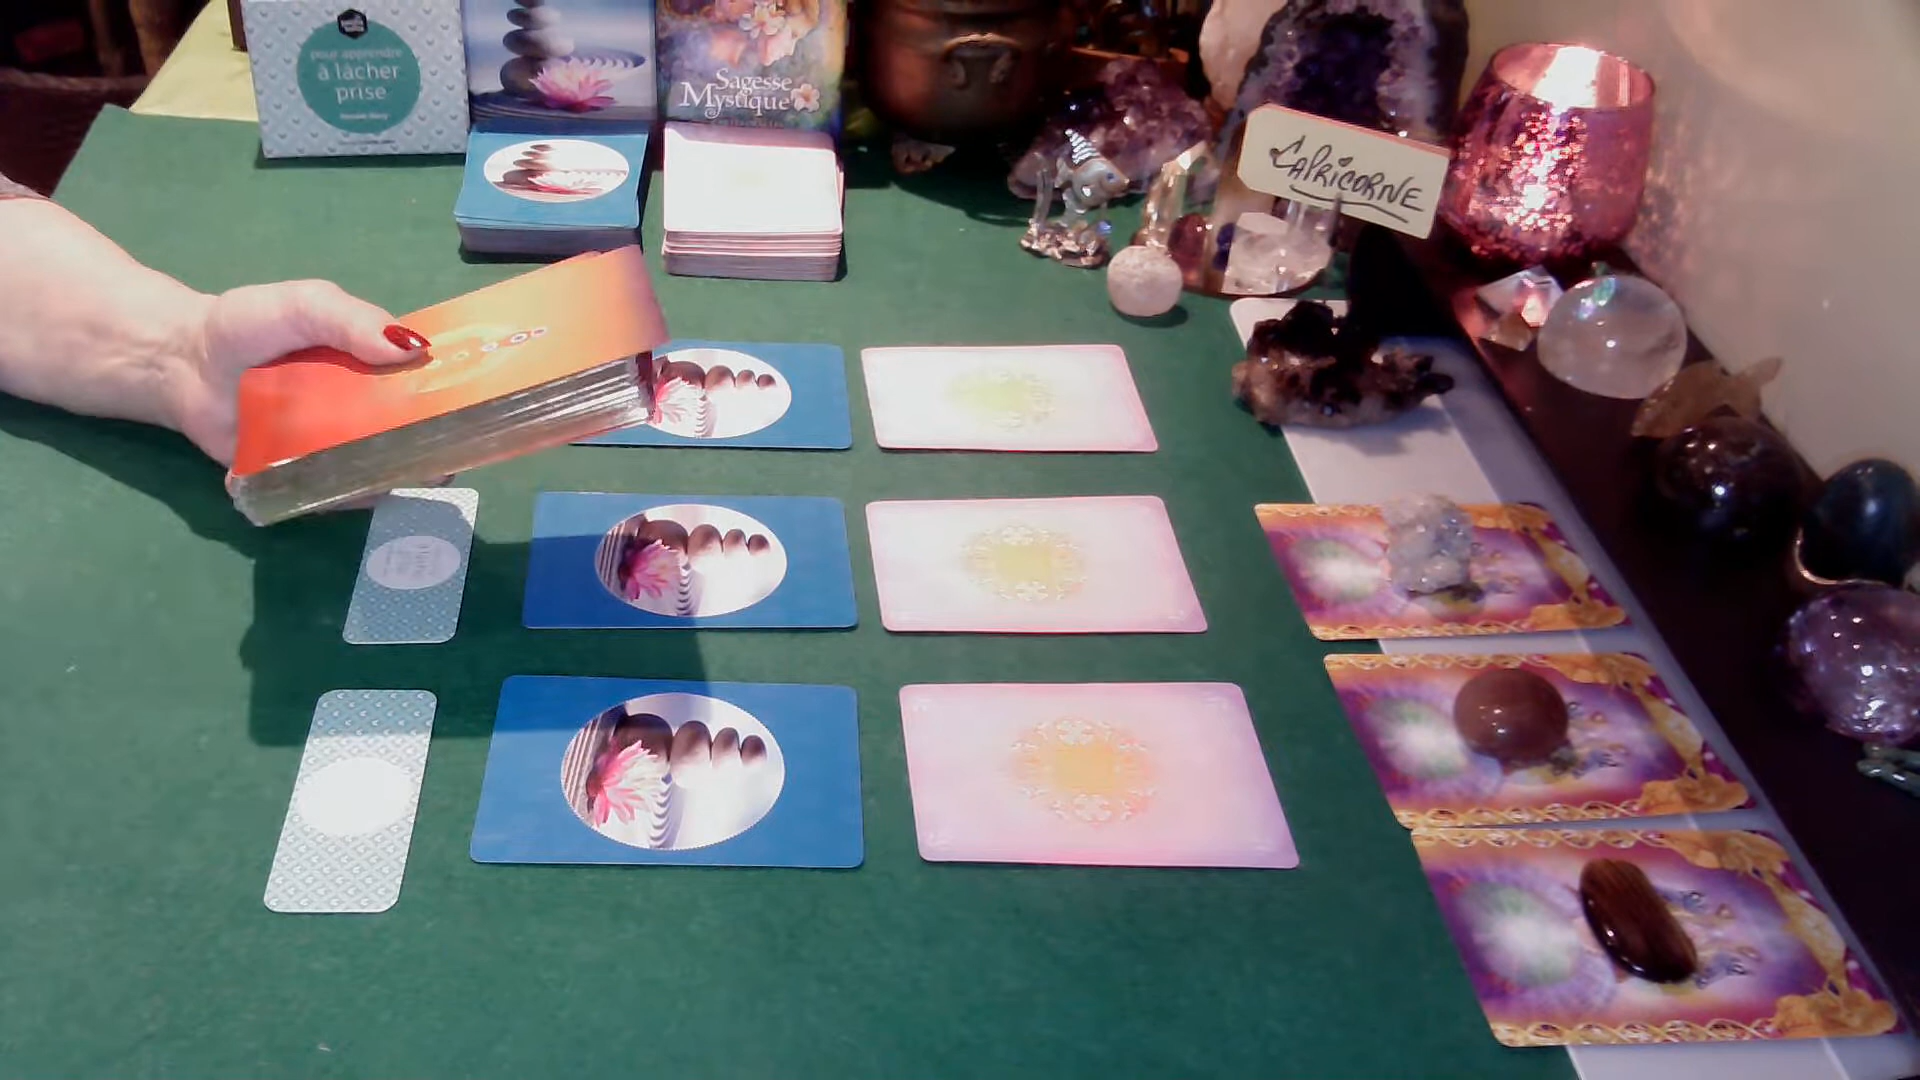 pour apprendre
à lâcher
prise
Sagesse
Mystique
CAPRICORNE